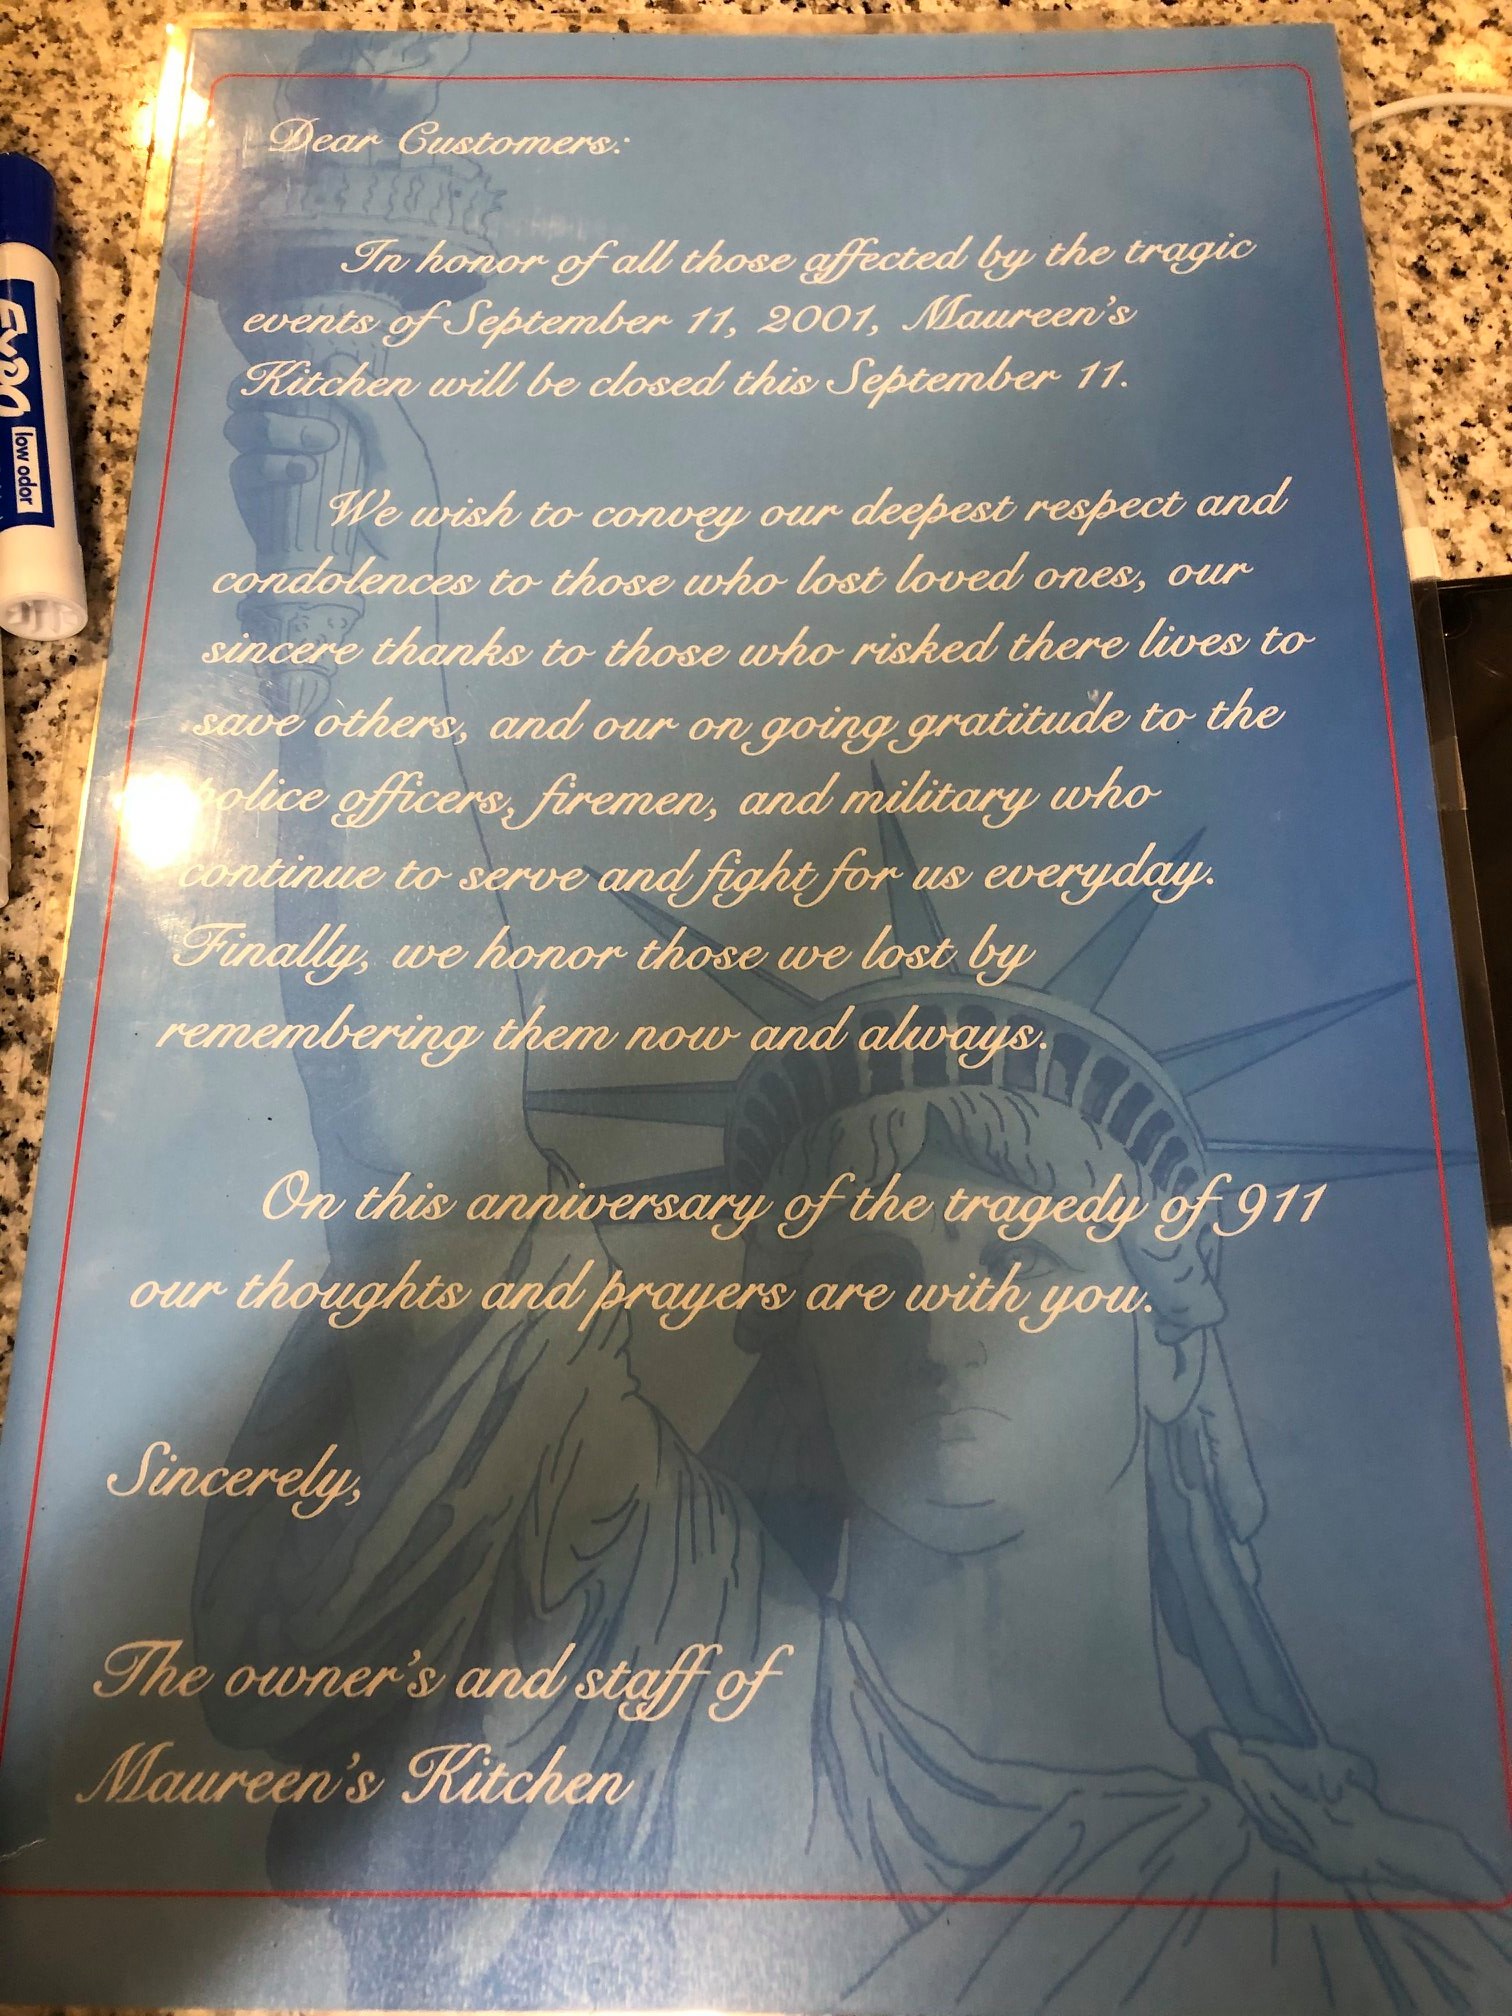 Dear Customers:
In honor of all those affected by the tragic
events of September 11, 2001, Maureen's
Kitchen will be closed this September 11.
We wish to convey our deepest respect and
condolences to those who lost loved ones, our
sincere thanks to those who risked there lives to
save others, and our on going gratitude to the
police officers, firemen, and military who
continue to serve and fight for us everyday.
Finally, we honor those we lost by
remembering them now and always.
On this anniversary of the tragedy of 911
our thoughts and prayers are with you.
Sincerely,
The owner's and staff of
Maureen's Kitchen
EXPO
low odor